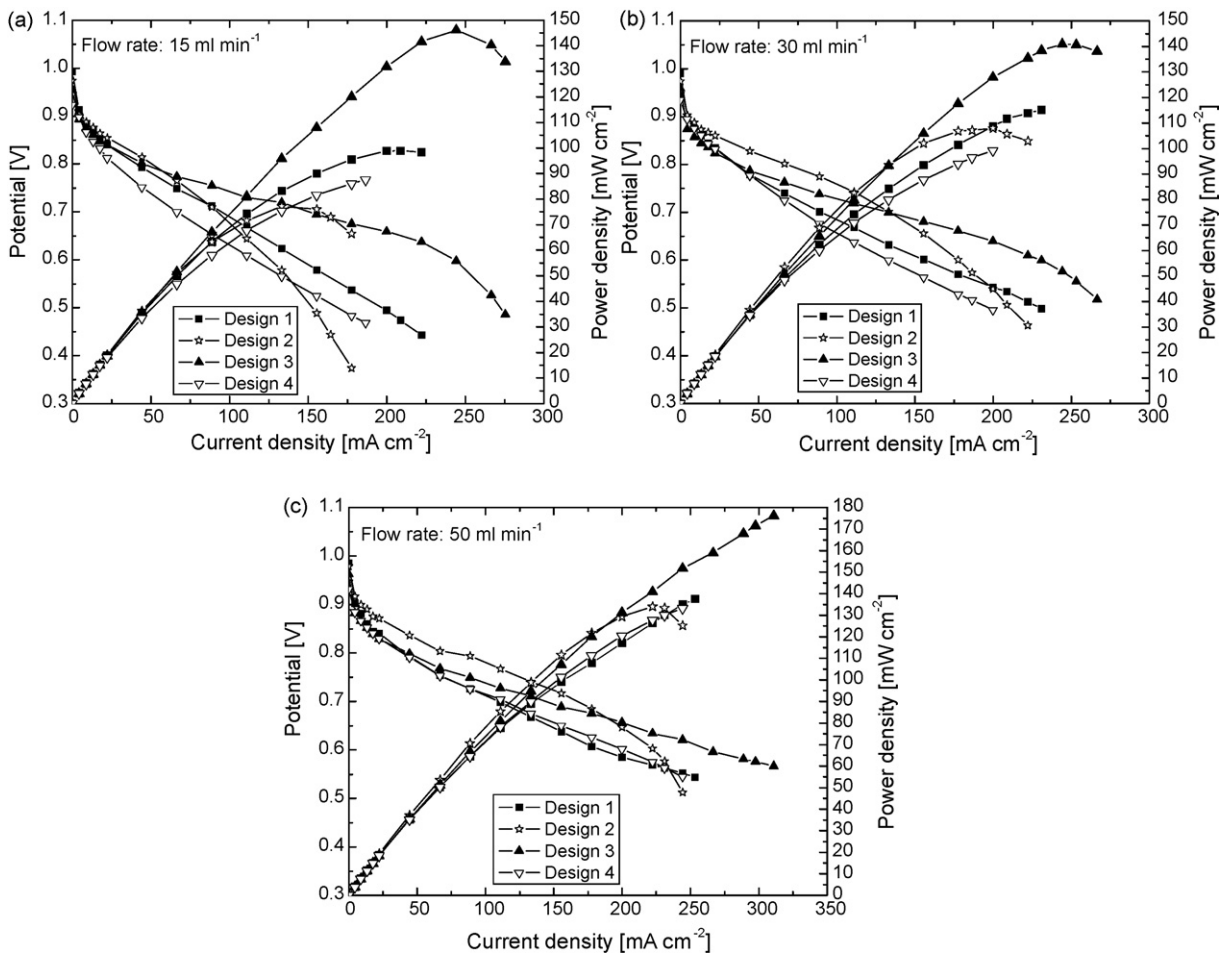 (a)
Flow rate: 15 ml min⁻¹
1.1
1.0
0.9
0.8
0.7
0.6
0.5
0.4
0.3
Potential [V]
150
140
130
120
110
100
90
80
70
60
50
40
30
20
10
0
Power density [mW cm⁻²]
Design 1
Design 2
Design 3
Design 4
0 50 100 150 200 250 300
Current density [mA cm⁻²]
(b)
Flow rate: 30 ml min⁻¹
1.1
1.0
0.9
0.8
0.7
0.6
0.5
0.4
0.3
Potential [V]
150
140
130
120
110
100
90
80
70
60
50
40
30
20
10
0
Power density [mW cm⁻²]
Design 1
Design 2
Design 3
Design 4
0 50 100 150 200 250 300
Current density [mA cm⁻²]
(c)
Flow rate: 50 ml min⁻¹
1.1
1.0
0.9
0.8
0.7
0.6
0.5
0.4
0.3
Potential [V]
180
170
160
150
140
130
120
110
100
90
80
70
60
50
40
30
20
10
0
Power density [mW cm⁻²]
Design 1
Design 2
Design 3
Design 4
0 50 100 150 200 250 300 350
Current density [mA cm⁻²]